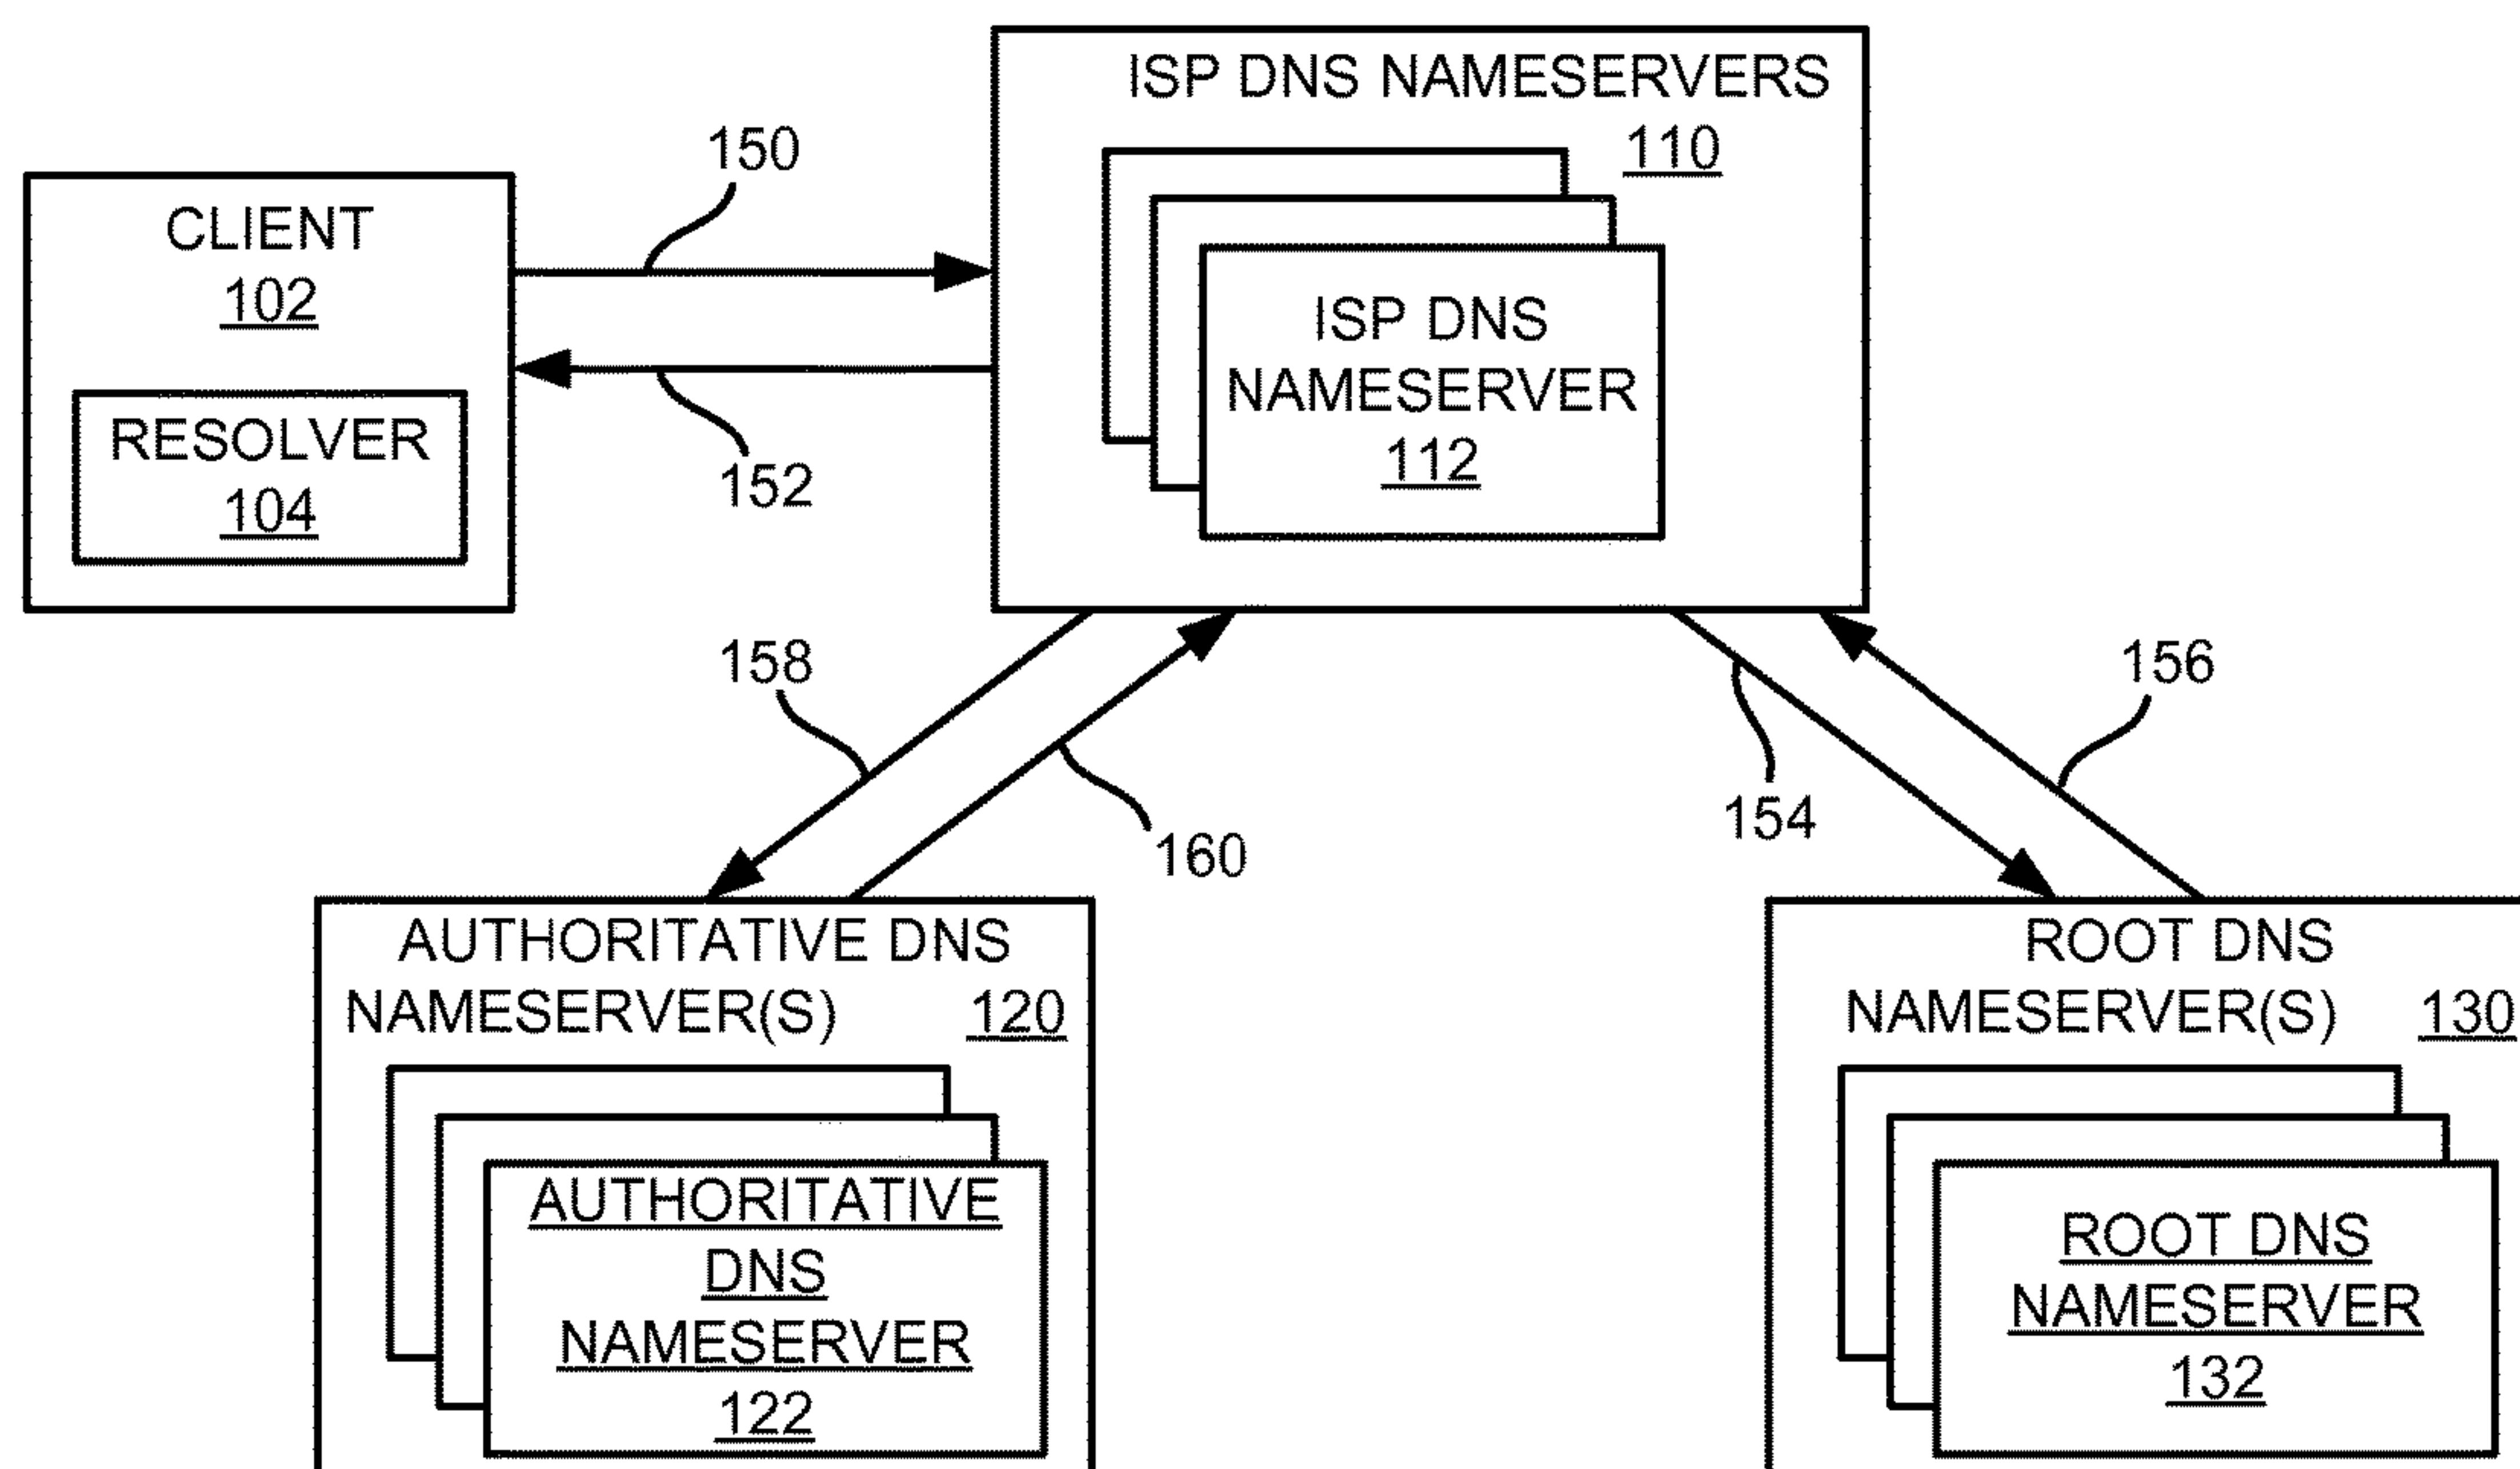 ISP DNS NAMESERVERS
110
150
CLIENT
102
RESOLVER
104
152
ISP DNS
NAMESERVER
112
158
160
154
156
AUTHORITATIVE DNS
NAMESERVER(S) 120
AUTHORITATIVE
DNS
NAMESERVER
122
ROOT DNS
NAMESERVER(S) 130
ROOT DNS
NAMESERVER
132